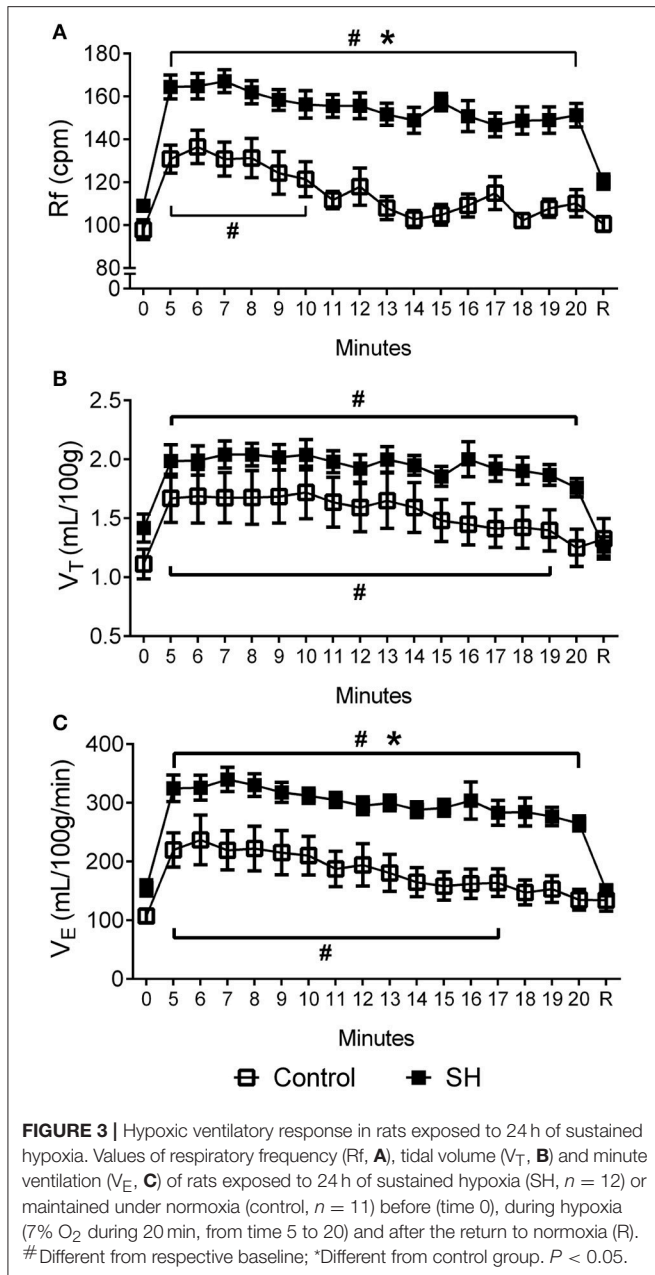 A
# *
180
160
140
120
100
80
0
Rf (cpm)
#
0 5 6 7 8 9 10 11 12 13 14 15 16 17 18 19 20 R
Minutes
B
#
2.5
2.0
1.5
1.0
0.5
V_T (mL/100g)
#
0 5 6 7 8 9 10 11 12 13 14 15 16 17 18 19 20 R
Minutes
C
# *
400
300
200
100
0
V_E (mL/100g/min)
#
0 5 6 7 8 9 10 11 12 13 14 15 16 17 18 19 20 R
Minutes
Control SH
FIGURE 3 | Hypoxic ventilatory response in rats exposed to 24 h of sustained
hypoxia. Values of respiratory frequency (Rf, A), tidal volume (V_T, B) and minute
ventilation (V_E, C) of rats exposed to 24 h of sustained hypoxia (SH, n = 12) or
maintained under normoxia (control, n = 11) before (time 0), during hypoxia
(7% O₂ during 20 min, from time 5 to 20) and after the return to normoxia (R).
#Different from respective baseline; *Different from control group. P < 0.05.